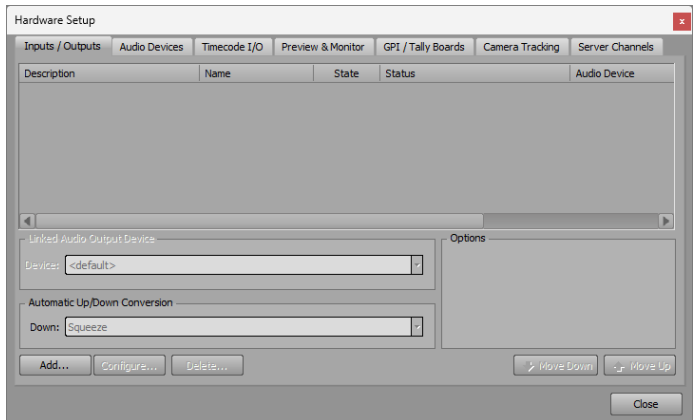 Hardware Setup
x
Inputs / Outputs Audio Devices Timecode I/O Preview & Monitor GPI / Tally Boards Camera Tracking Server Channels
Description Name State Status Audio Device
Linked Audio Output Device Options
Device: <default>
Automatic Up/Down Conversion
Down: Squeeze
Add... Configure... Delete... Move Down Move Up
Close